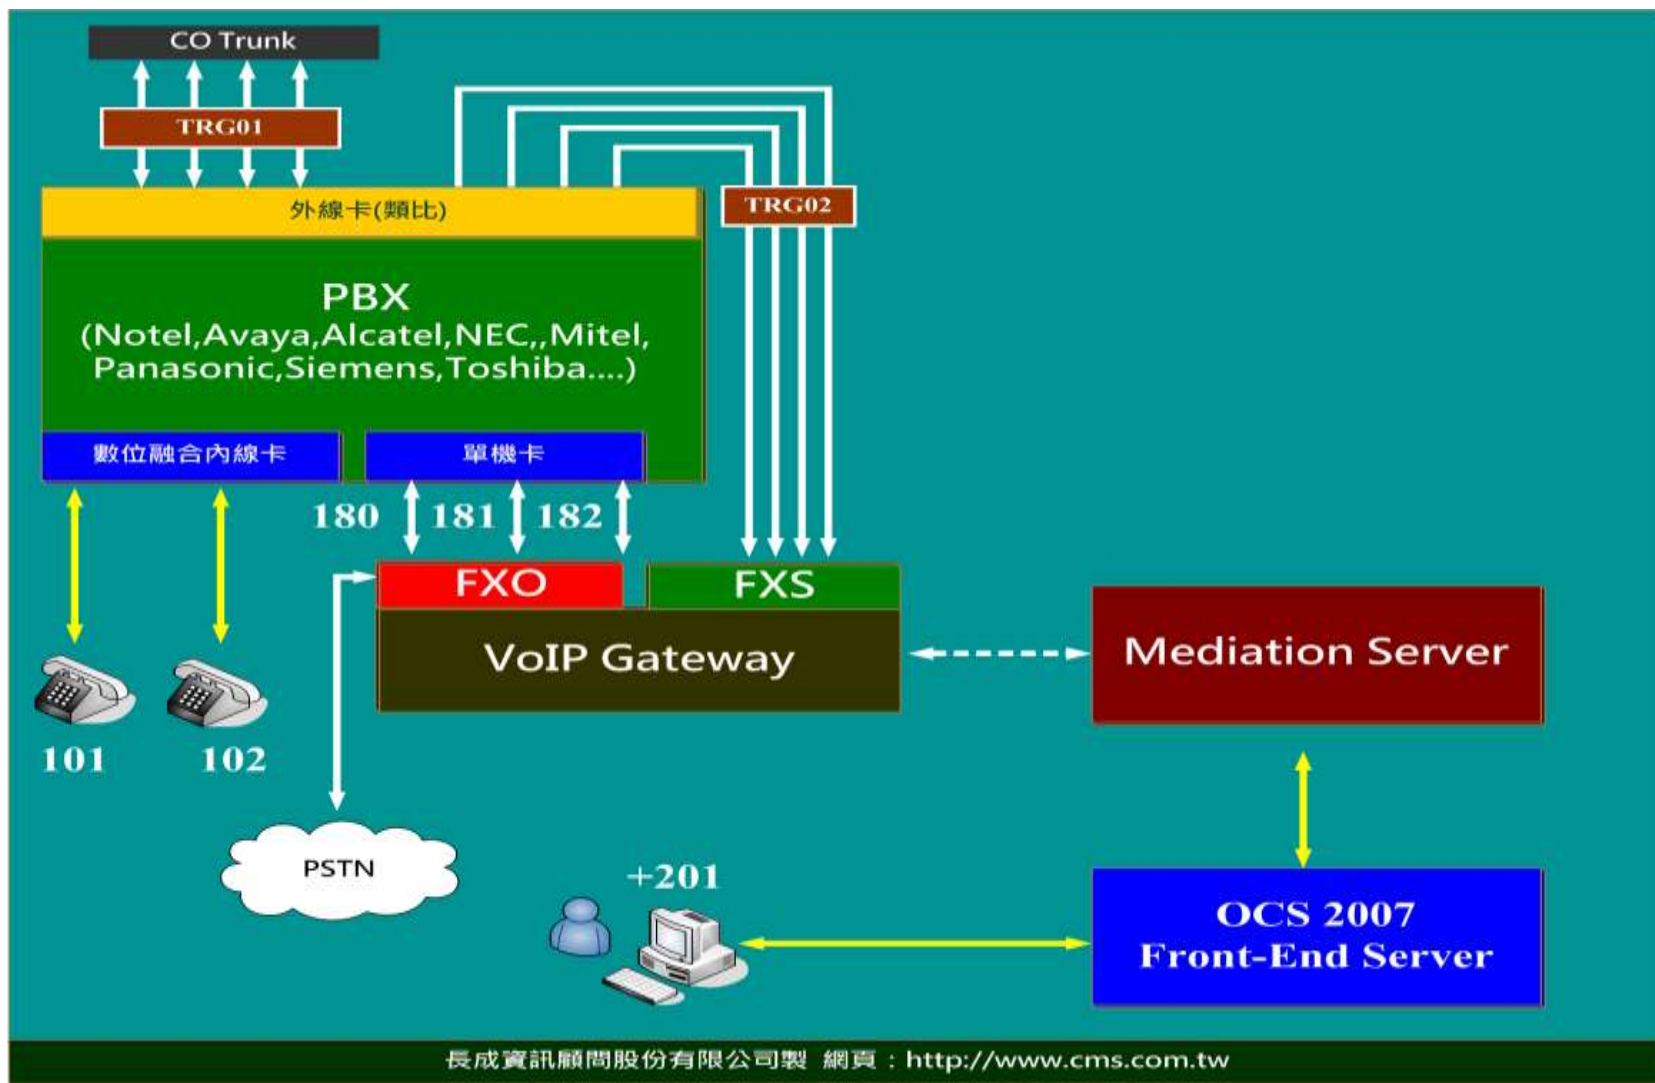 CO Trunk
TRG01
外線卡(類比)
TRG02
PBX
(Notel,Avaya,Alcatel,NEC,,Mitel,
Panasonic,Siemens,Toshiba....)
數位融合內線卡
單機卡
180
181
182
FXO
FXS
VoIP Gateway
Mediation Server
101
102
PSTN
+201
OCS 2007
Front-End Server
長成資訊顧問股份有限公司製 網頁：http://www.cms.com.tw